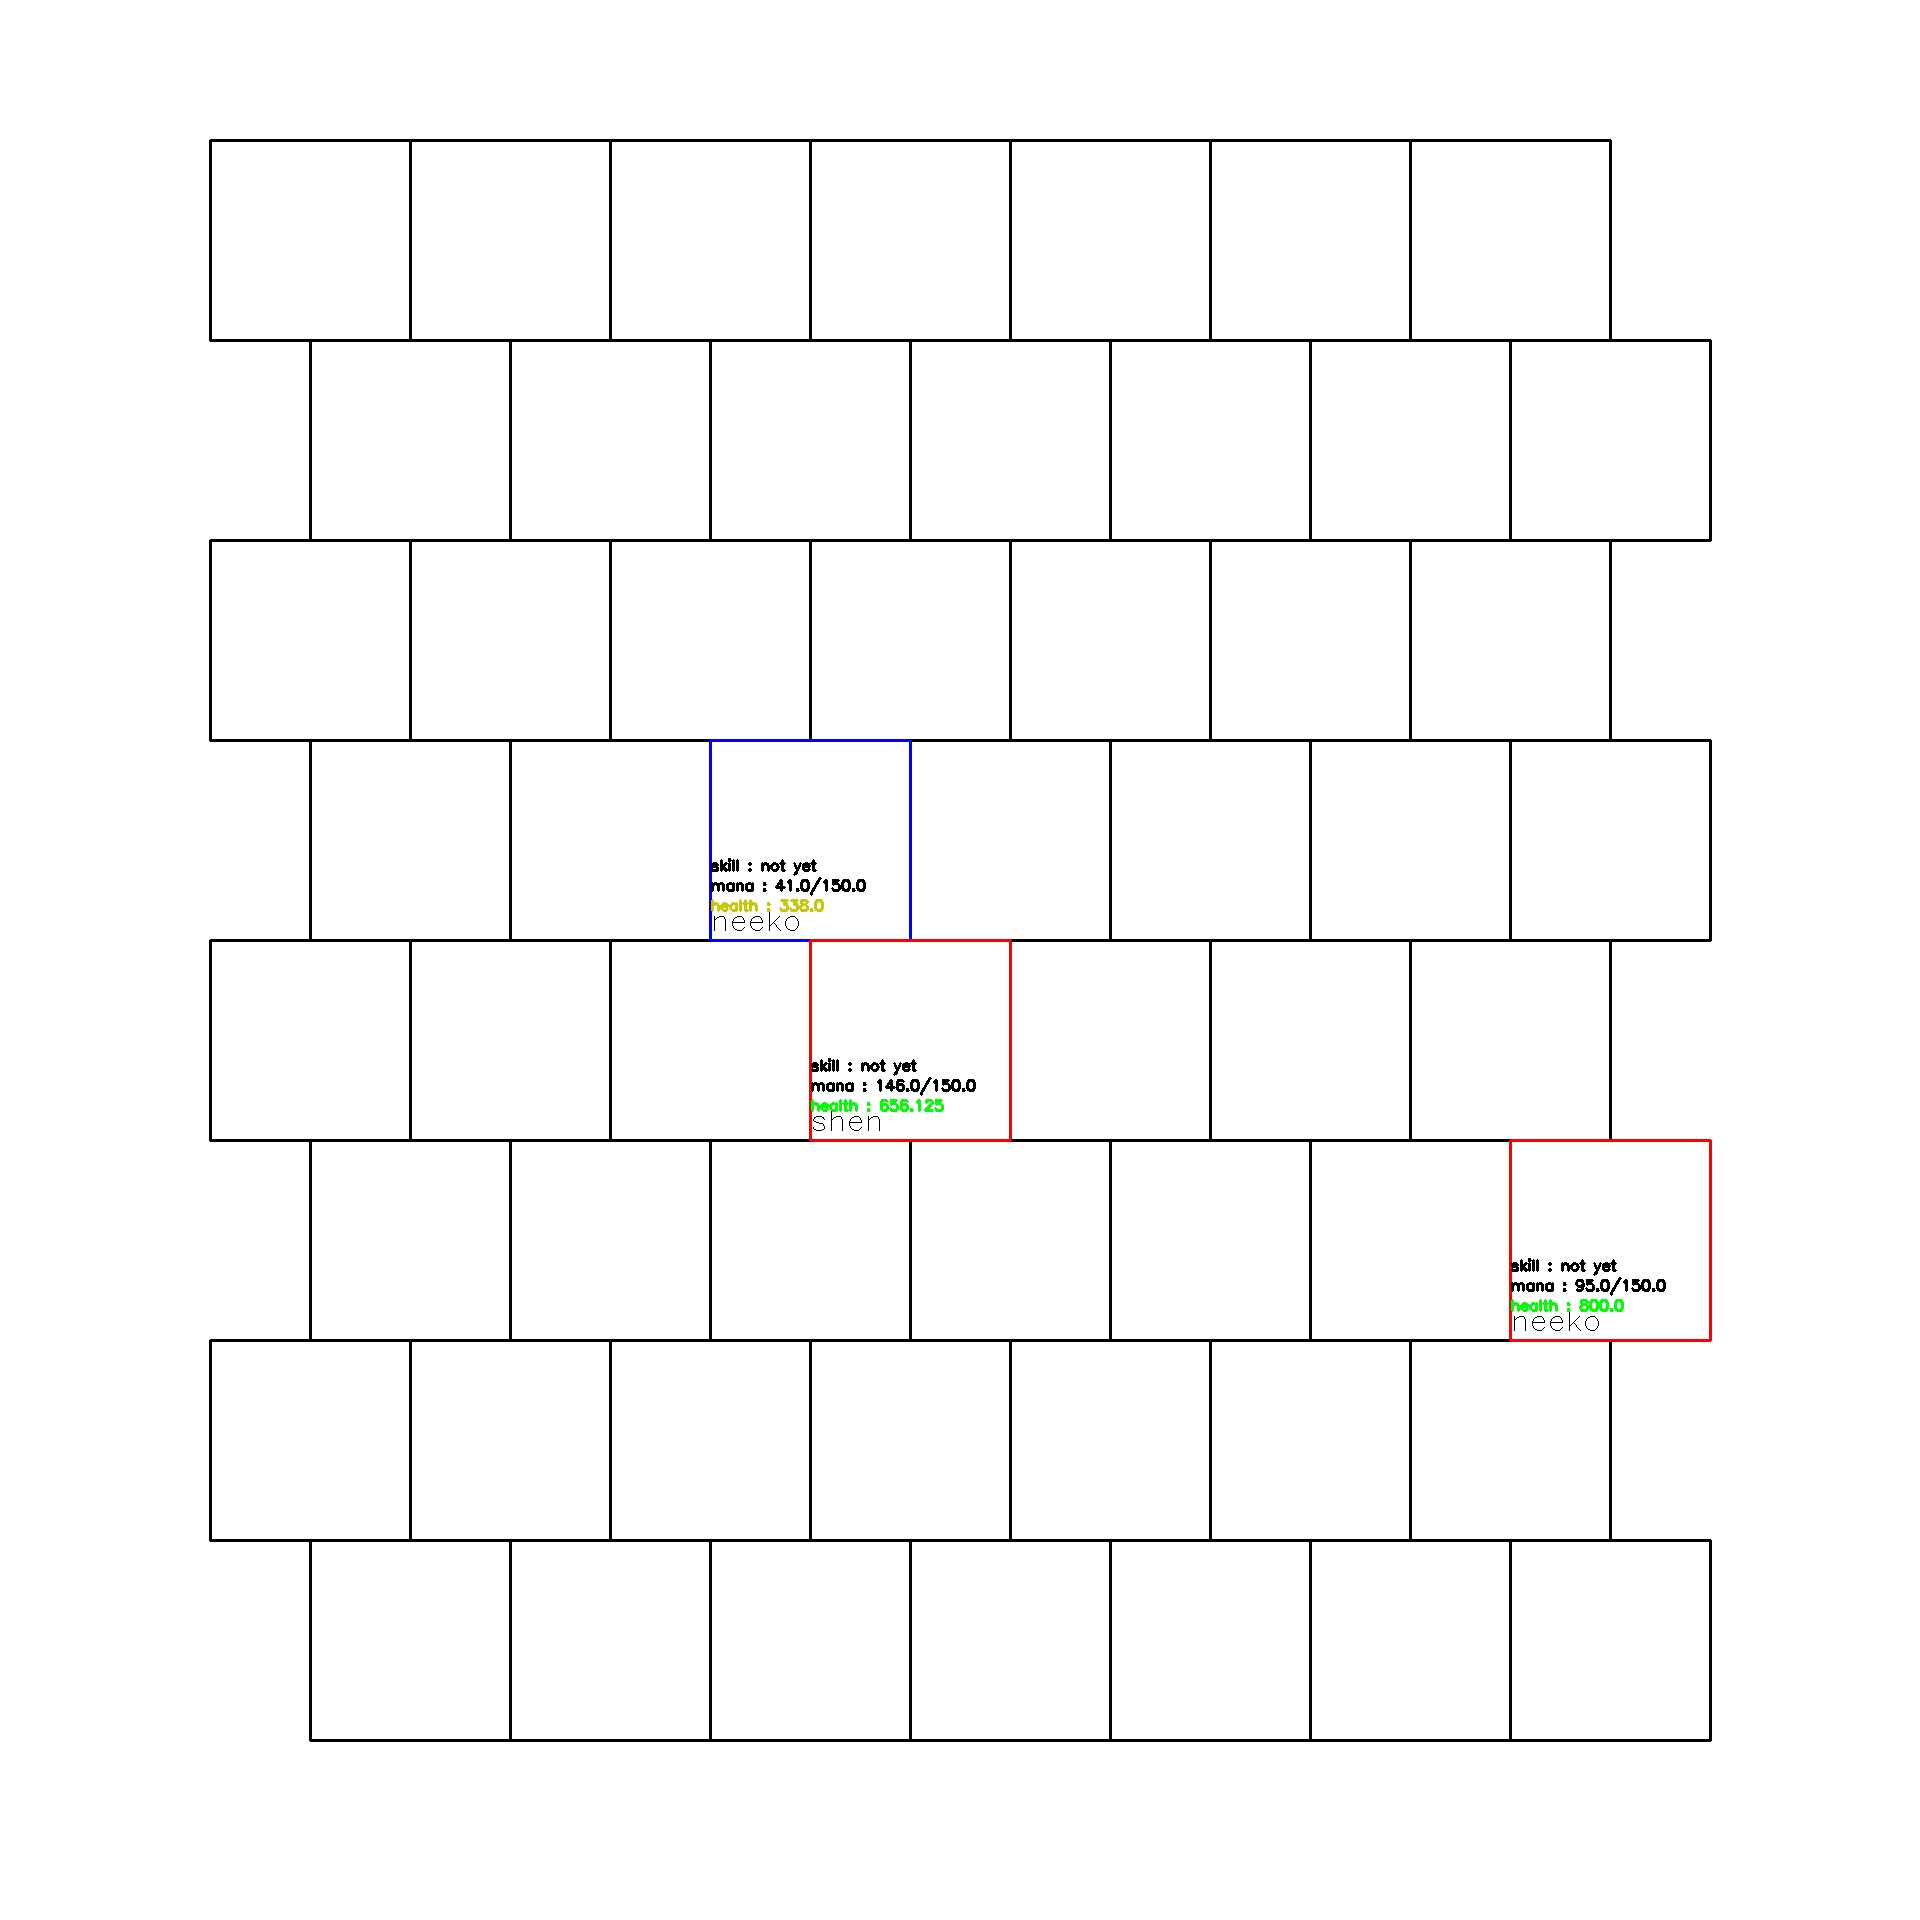 skill : not yet
mana : 41.0/150.0
health : 338.0
neeko
skill : not yet
mana : 146.0/150.0
health : 656.125
shen
skill : not yet
mana : 95.0/150.0
health : 800.0
neeko